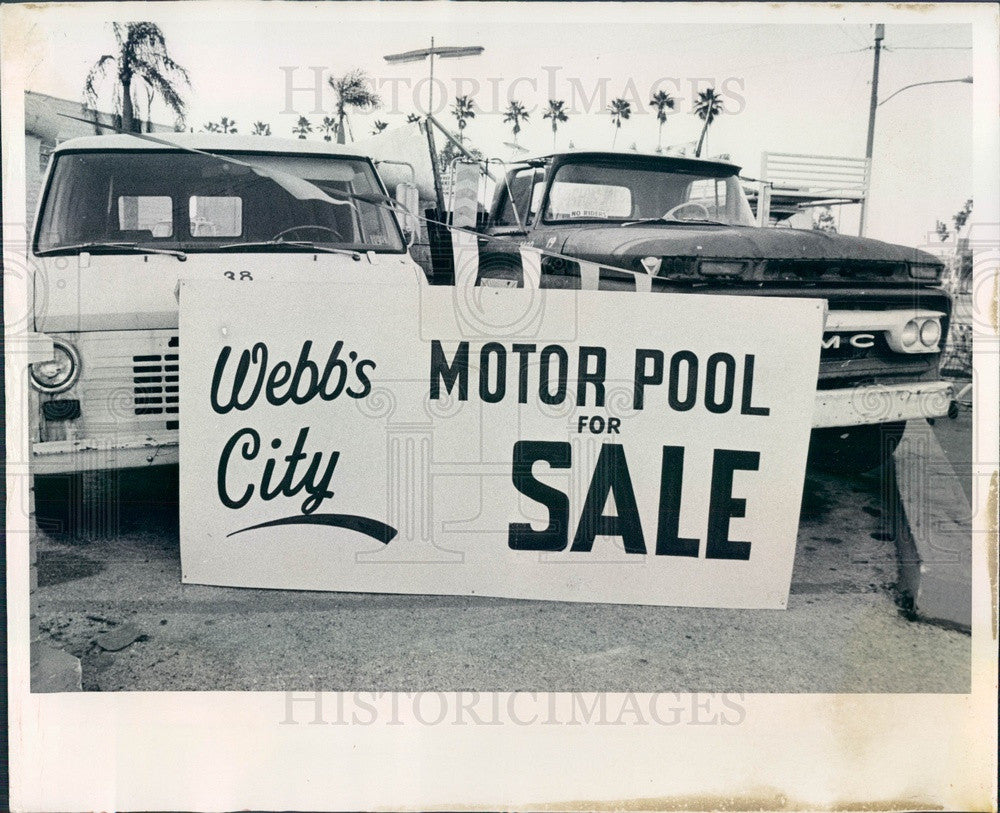 HISTORICIMAGES
NO RIDERS
38
MC
Webb's
City
MOTOR POOL
FOR
SALE
HISTORICIMAGES